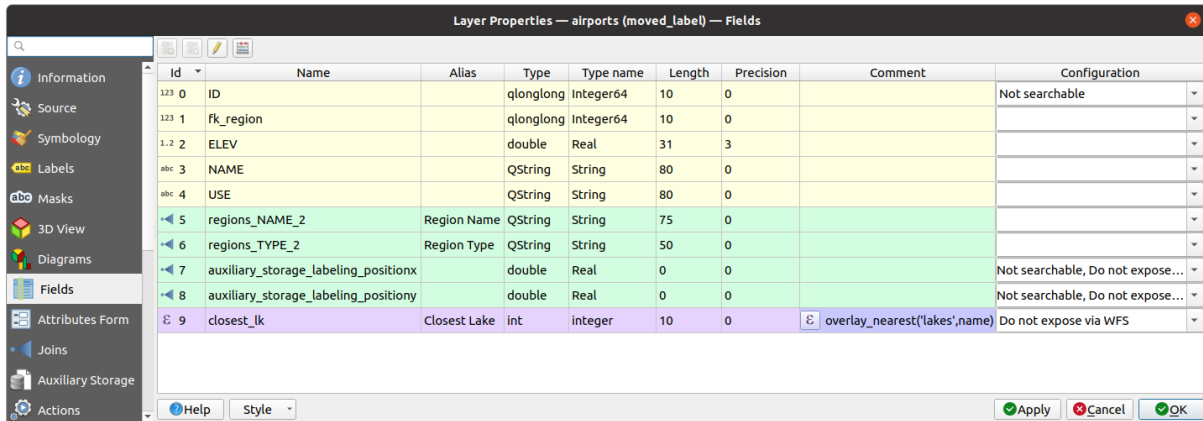 Layer Properties — airports (moved_label) — Fields
Information
Source
Symbology
abc Labels
abc Masks
3D View
Diagrams
Fields
Attributes Form
Joins
Auxiliary Storage
Actions
Id Name Alias Type Type name Length Precision Comment Configuration
123 0 ID qlonglong Integer64 10 0 Not searchable
123 1 fk_region qlonglong Integer64 10 0
1.2 2 ELEV double Real 31 3
abc 3 NAME QString String 80 0
abc 4 USE QString String 80 0
5 regions_NAME_2 Region Name QString String 75 0
6 regions_TYPE_2 Region Type QString String 50 0
7 auxiliary_storage_labeling_positionx double Real 0 0 Not searchable, Do not expose...
8 auxiliary_storage_labeling_positiony double Real 0 0 Not searchable, Do not expose...
ε 9 closest_lk Closest Lake int integer 10 0 ε overlay_nearest('lakes',name) Do not expose via WFS
Help Style Apply Cancel OK